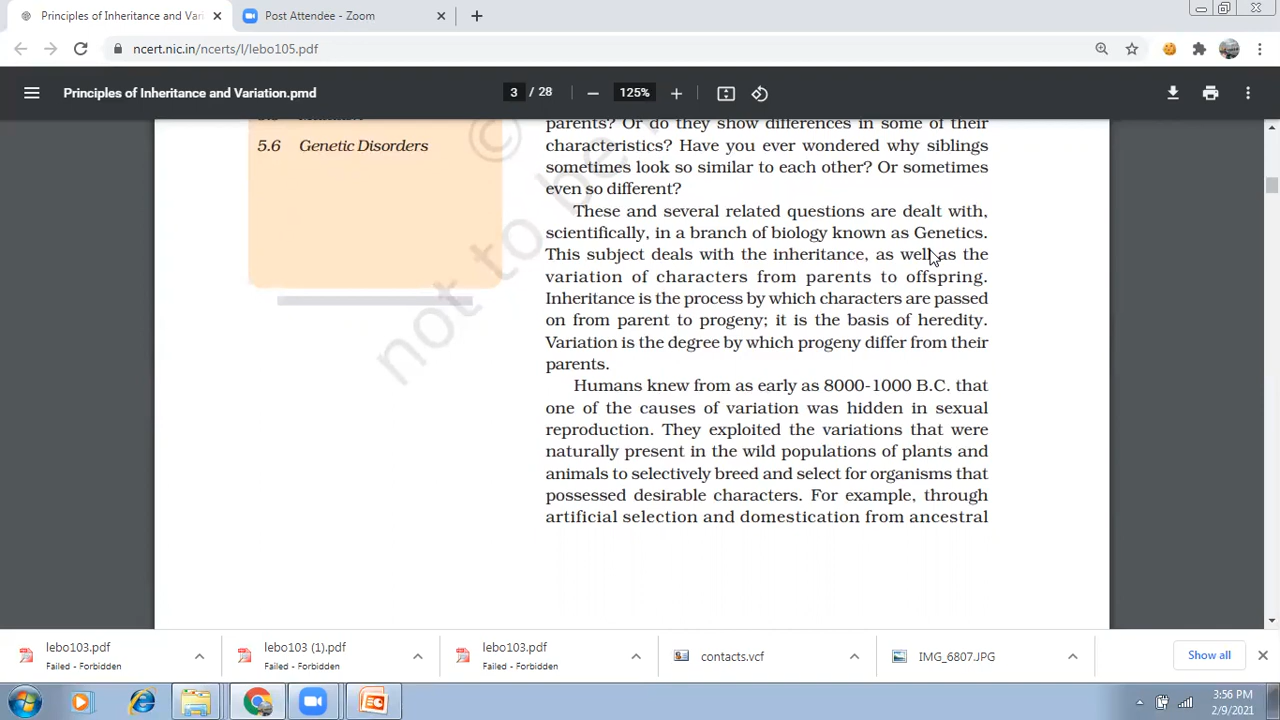 Principles of Inheritance and Vari
Post Attendee - Zoom
ncert.nic.in/ncerts/l/lebo105.pdf
Principles of Inheritance and Variation.pmd
3 / 28
125%
parents? Or do they show differences in some of their
5.6 Genetic Disorders
characteristics? Have you ever wondered why siblings
sometimes look so similar to each other? Or sometimes
even so different?
These and several related questions are dealt with,
scientifically, in a branch of biology known as Genetics.
This subject deals with the inheritance, as well as the
variation of characters from parents to offspring.
Inheritance is the process by which characters are passed
on from parent to progeny; it is the basis of heredity.
Variation is the degree by which progeny differ from their
parents.
Humans knew from as early as 8000-1000 B.C. that
one of the causes of variation was hidden in sexual
reproduction. They exploited the variations that were
naturally present in the wild populations of plants and
animals to selectively breed and select for organisms that
possessed desirable characters. For example, through
artificial selection and domestication from ancestral
© not to be
lebo103.pdf
Failed - Forbidden
lebo103 (1).pdf
Failed - Forbidden
lebo103.pdf
Failed - Forbidden
contacts.vcf
IMG_6807.JPG
Show all
3:56 PM
2/9/2021